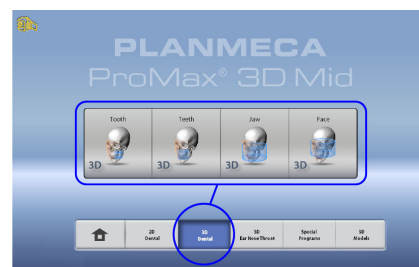 PLANMECA
ProMax® 3D Mid
Tooth Teeth Jaw Face
3D 3D 3D 3D
2D Dental 3D Dental 3D Ear Nose Throat Special Programs 3D Models